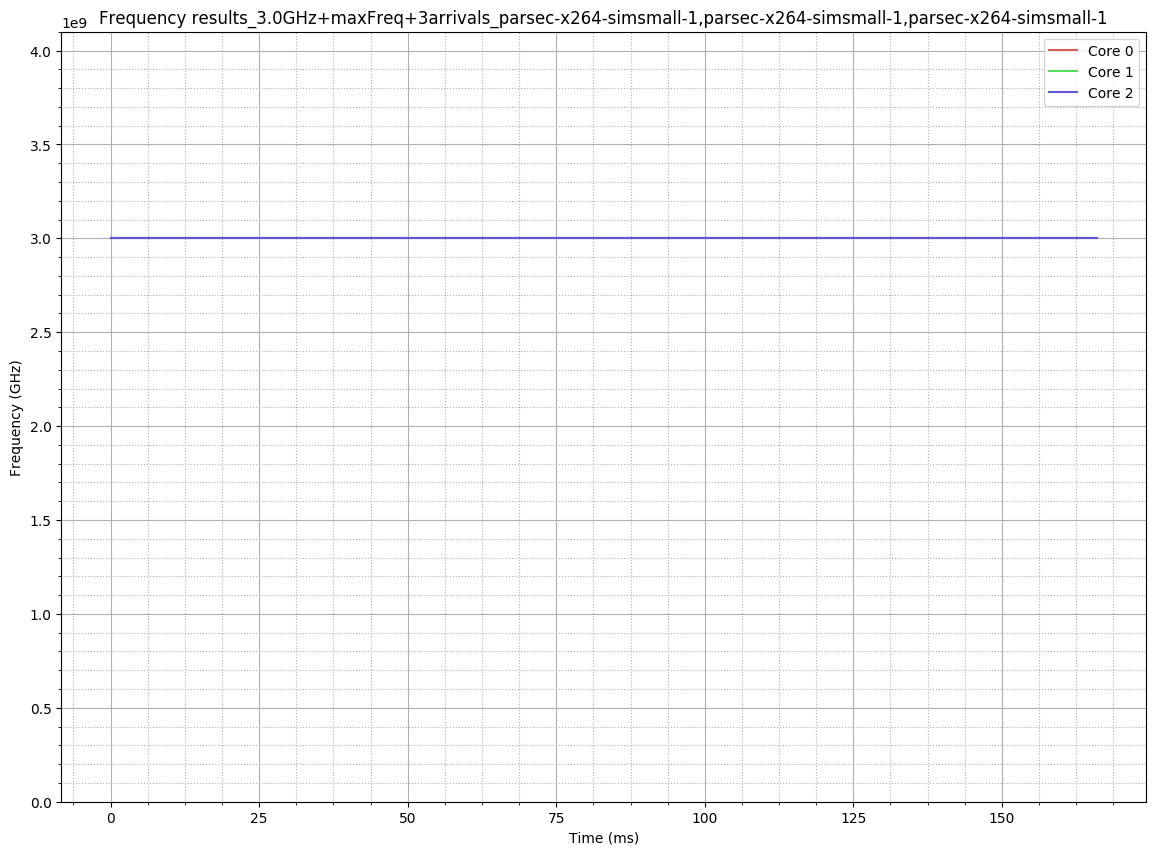 Frequency results_3.0GHz+maxFreq+3arrivals_parsec-x264-simsmall-1,parsec-x264-simsmall-1,parsec-x264-simsmall-1
1e9
Core 0
Core 1
Core 2
4.0
3.5
3.0
2.5
2.0
1.5
1.0
0.5
0.0
Frequency (GHz)
0 25 50 75 100 125 150
Time (ms)